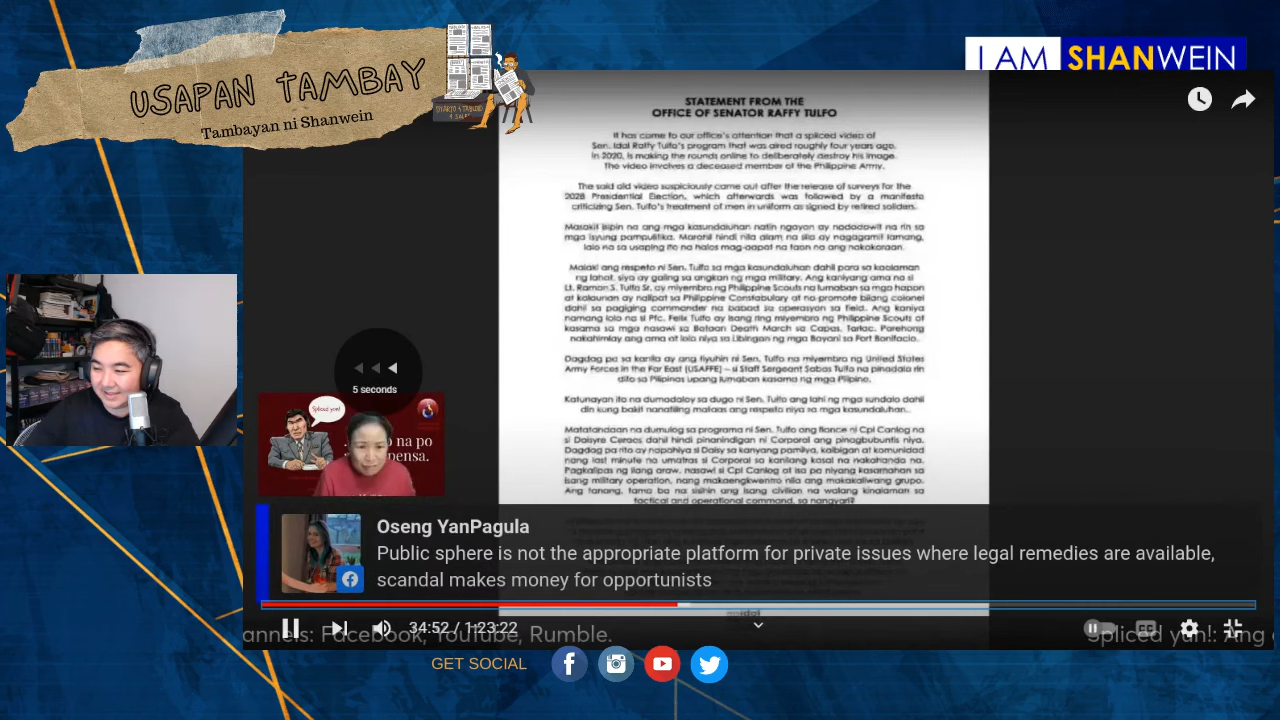 USAPAN TAMBAY
Tambayan ni Shanwein
I AM SHANWEIN
STATEMENT FROM THE
OFFICE OF SENATOR RAFFY TULFO
It has come to our office's attention that a spliced video of
Sen. Idol Raffy Tulfo's program that was aired roughly four years ago,
in 2020, is making the rounds online to deliberately destroy his image.
The video involves a deceased member of the Philippine Army.
The said old video suspiciously came out after the release of surveys for the
2028 Presidential Election, which afterwards was followed by a manifesto
criticizing Sen. Tulfo's treatment of men in uniform as signed by retired soldiers.
Masakit isipin na ang mga kasundaluhan natin ngayon ay nadadawit na rin sa
mga isyung pampulitika. Marahil hindi nila alam na sila ay nagagamit lamang,
lalo na sa usaping ito na halos mag-aapat na taon na ang nakakaraan.
Malaki ang respeto ni Sen. Tulfo sa mga kasundaluhan dahil para sa kaalaman
ng lahat, siya ay galing sa angkan ng mga military. Ang kaniyang ama na si
Lt. Ramon S. Tulfo Sr. ay miyembro ng Philippine Scouts na lumaban sa mga hapon
at kalaunan ay nalipat sa Philippine Constabulary at na promote bilang colonel
dahil sa pagiging commander na babad sa operasyon sa field. Ang kaniya
namang lolo na si Pfc. Felix Tulfo ay isang ring miyembro ng Philippine Scouts at
kasama sa mga nasawi sa Bataan Death March sa Capas, Tarlac. Parehong
nakahimlay ang ama at lolo niya sa Libingan ng mga Bayani sa Fort Bonifacio.
Dagdag pa sa kanila ay ang tiyuhin ni Sen. Tulfo na miyembro ng United States
Army Forces in the Far East (USAFFE) – si Staff Sergeant Sabas Tulfo na pinadala rin
dito sa Pilipinas upang lumaban kasama ng mga Pilipino.
Katunayan ito na dumadaloy sa dugo ni Sen. Tulfo ang lahi ng mga sundalo dahil
din kung bakit nanatiling mataas ang respeto niya sa mga kasundaluhan.
Matatandaan na dumulog sa programa ni Sen. Tulfo ang fiance ni Cpl Canlog na
si Daisyre dahil hindi pinanindigan ni Corporal ang pinagbubuntis niya.
Dagdag pa rito ay napahiya si Daisy sa kanyang pamilya, kaibigan at komunidad
nang last minute na umatras si Corporal sa kanilang kasal na nakahanda na.
Pagkalipas ng ilang araw, nasawi si Cpl Canlog at isa pa niyang kasamahan sa
isang military operation, nang makaengkwentro nila ang makakaliwang grupo.
Ang tanong, tama ba na sisihin ang isang civilian na walang kinalaman sa
tactical and operational command, sa nangyari?
5 seconds
Spliced yun!
na po
pensa.
Oseng YanPagula
Public sphere is not the appropriate platform for private issues where legal remedies are available,
scandal makes money for opportunists
34:52 / 1:23:22
annels: Facebook, YouTube, Rumble.
Spliced yun!: Ang
GET SOCIAL